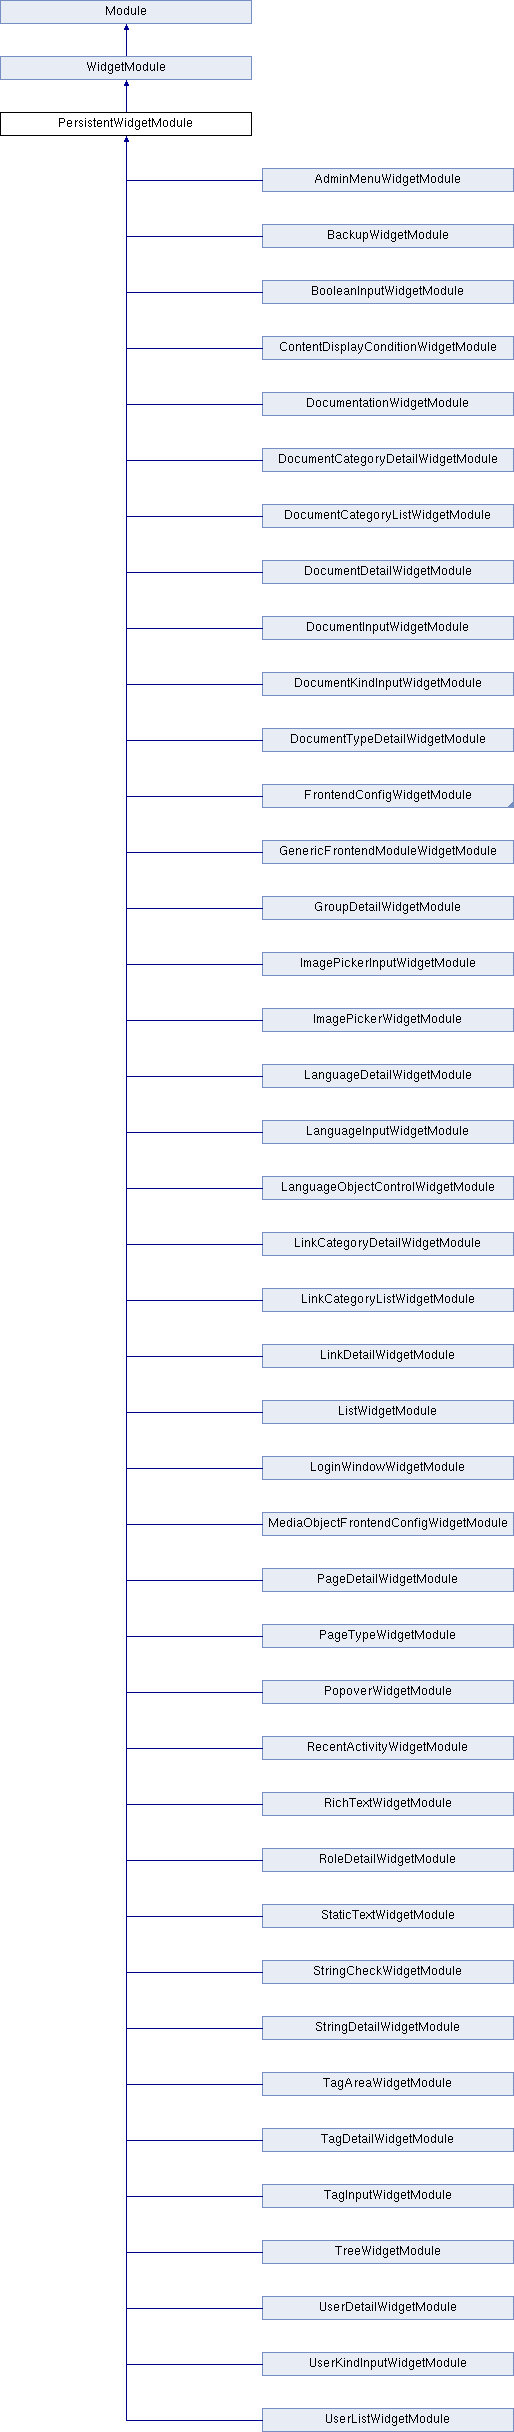 Module
WidgetModule
PersistentWidgetModule
AdminMenuWidgetModule
BackupWidgetModule
BooleanInputWidgetModule
ContentDisplayConditionWidgetModule
DocumentationWidgetModule
DocumentCategoryDetailWidgetModule
DocumentCategoryListWidgetModule
DocumentDetailWidgetModule
DocumentInputWidgetModule
DocumentKindInputWidgetModule
DocumentTypeDetailWidgetModule
FrontendConfigWidgetModule
GenericFrontendModuleWidgetModule
GroupDetailWidgetModule
ImagePickerInputWidgetModule
ImagePickerWidgetModule
LanguageDetailWidgetModule
LanguageInputWidgetModule
LanguageObjectControlWidgetModule
LinkCategoryDetailWidgetModule
LinkCategoryListWidgetModule
LinkDetailWidgetModule
ListWidgetModule
LoginWindowWidgetModule
MediaObjectFrontendConfigWidgetModule
PageDetailWidgetModule
PageTypeWidgetModule
PopoverWidgetModule
RecentActivityWidgetModule
RichTextWidgetModule
RoleDetailWidgetModule
StaticTextWidgetModule
StringCheckWidgetModule
StringDetailWidgetModule
TagAreaWidgetModule
TagDetailWidgetModule
TagInputWidgetModule
TreeWidgetModule
UserDetailWidgetModule
UserKindInputWidgetModule
UserListWidgetModule